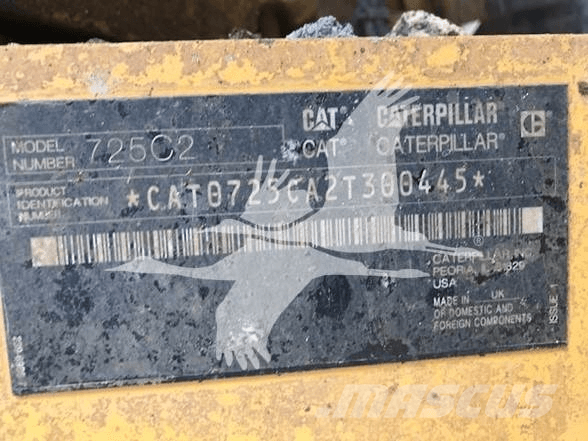 CAT® CATERPILLAR
CAT® CATERPILLAR®
MODEL NUMBER 725C2
PRODUCT IDENTIFICATION NUMBER
*CAT0725CA2T300445*
CATERPILLAR
PEORIA,
USA
MADE IN UK
OF DOMESTIC AND
FOREIGN COMPONENTS
ISSUE 1
MASCUS